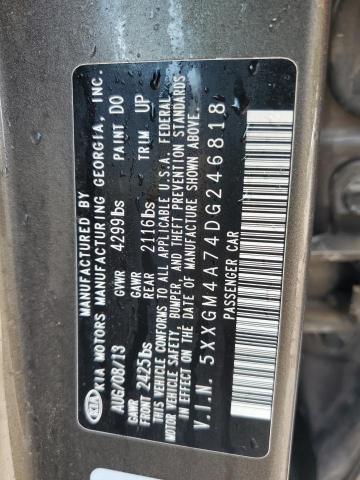 MANUFACTURED BY
KIA KIA MOTORS MANUFACTURING GEORGIA, INC.
AUG/08/13 GVWR 4299lbs PAINT DO
GAWR FRONT 2425lbs GAWR REAR 2116lbs TRIM UP
THIS VEHICLE CONFORMS TO ALL APPLICABLE U.S.A. FEDERAL
MOTOR VEHICLE SAFETY, BUMPER, AND THEFT PREVENTION STANDARDS
IN EFFECT ON THE DATE OF MANUFACTURE SHOWN ABOVE.
V.I.N. 5XXGM4A74DG246818
PASSENGER CAR